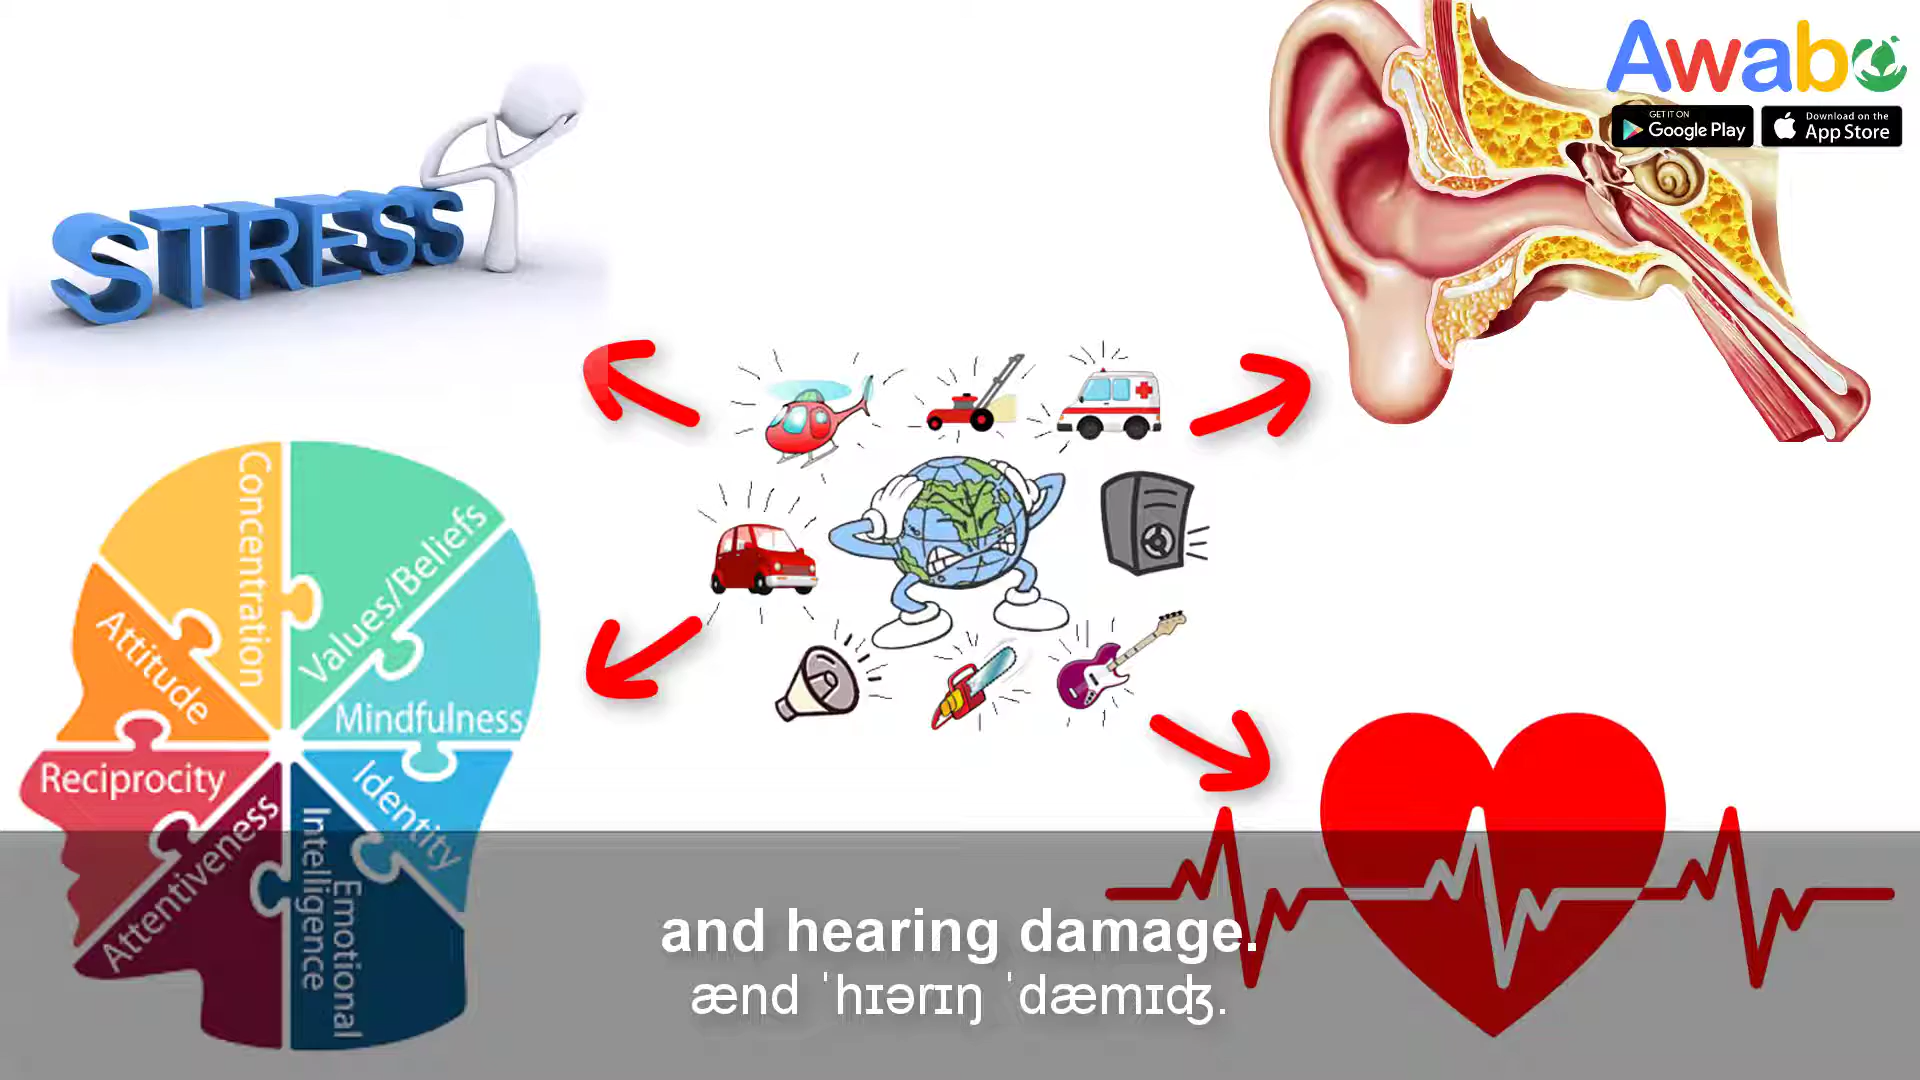 STRESS
Awabe
GET IT ON
Google Play
Download on the
App Store
Concentration
Values/Beliefs
Attitude
Mindfulness
Reciprocity
Identity
Attentiveness
Emotional
Intelligence
and hearing damage.
ænd ˈhɪərɪŋ ˈdæmɪʤ.